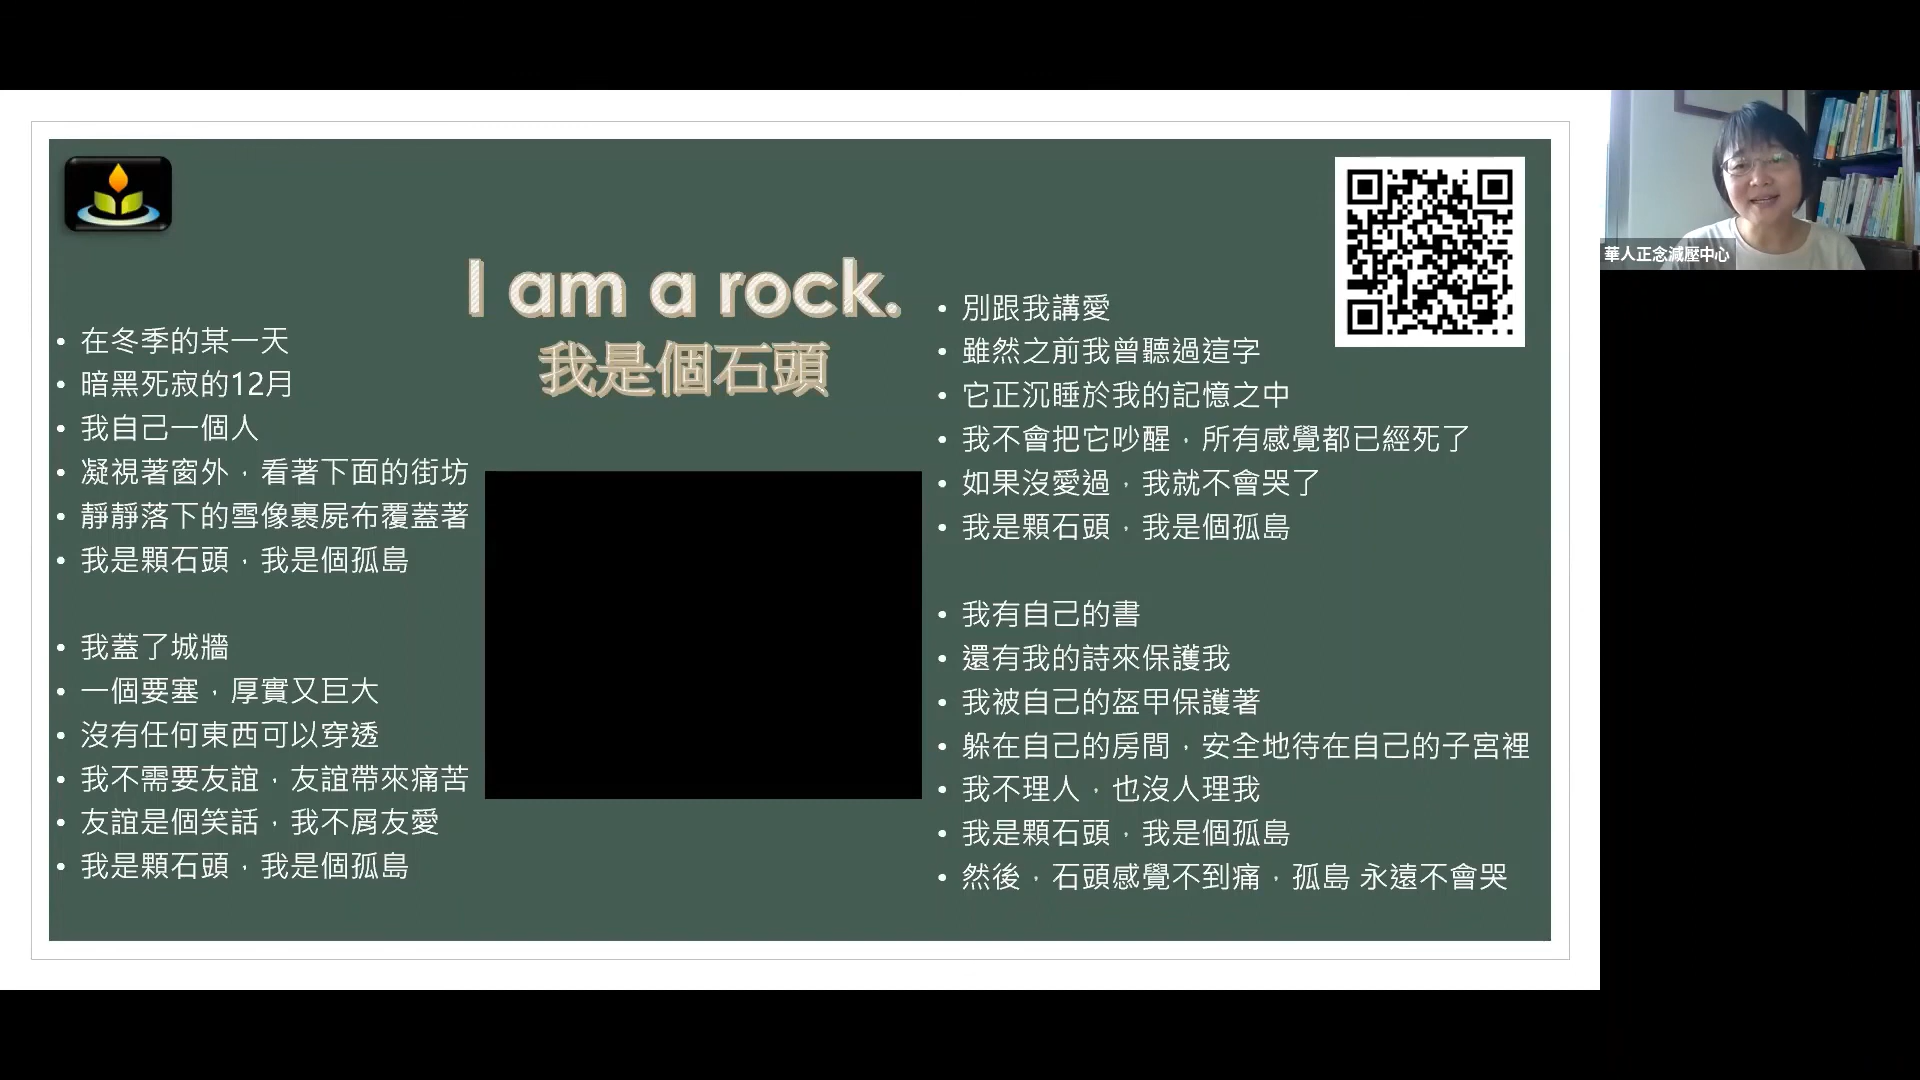 I am a rock.
我是個石頭
在冬季的某一天
暗黑死寂的12月
我自己一個人
凝視著窗外，看著下面的街坊
靜靜落下的雪像裹屍布覆蓋著
我是顆石頭，我是個孤島
我蓋了城牆
一個要塞，厚實又巨大
沒有任何東西可以穿透
我不需要友誼，友誼帶來痛苦
友誼是個笑話，我不屑友愛
我是顆石頭，我是個孤島
別跟我講愛
雖然之前我曾聽過這字
它正沉睡於我的記憶之中
我不會把它吵醒，所有感覺都已經死了
如果沒愛過，我就不會哭了
我是顆石頭，我是個孤島
我有自己的書
還有我的詩來保護我
我被自己的盔甲保護著
躲在自己的房間，安全地待在自己的子宮裡
我不理人，也沒人理我
我是顆石頭，我是個孤島
然後，石頭感覺不到痛，孤島 永遠不會哭
華人正念減壓中心